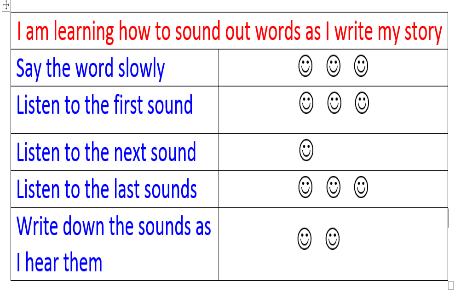 I am learning how to sound out words as I write my story
Say the word slowly ☺ ☺ ☺
Listen to the first sound ☺ ☺ ☺
Listen to the next sound ☺
Listen to the last sounds ☺ ☺ ☺
Write down the sounds as ☺ ☺
I hear them